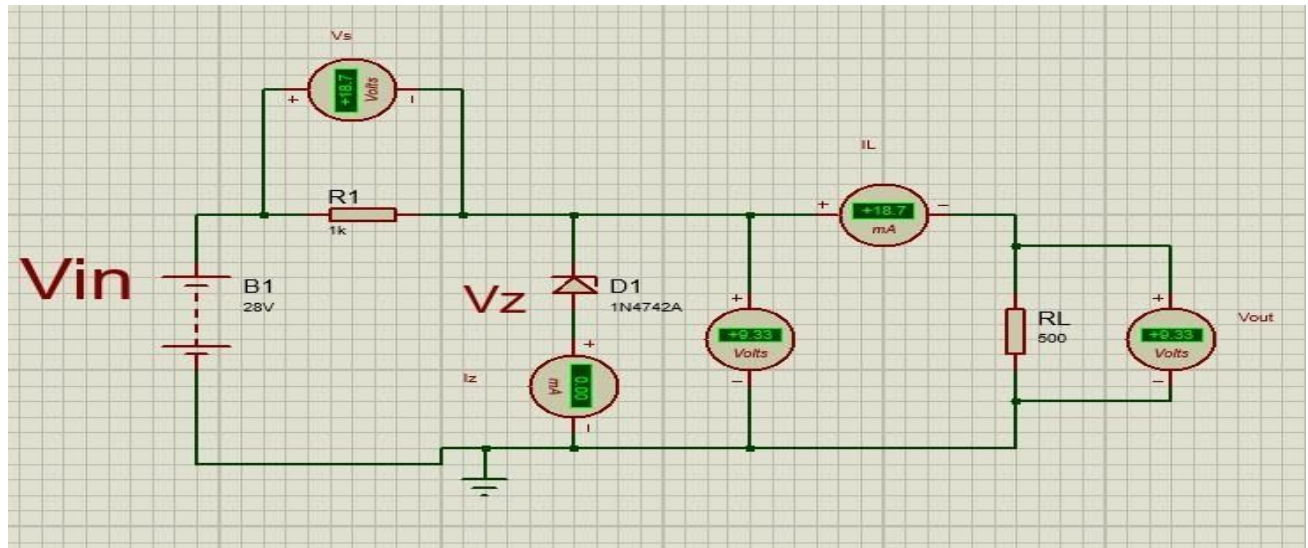 Vs
+18.7
Volts
+
-
R1
1k
IL
+
+18.7
mA
-
Vin
B1
28V
Vz
D1
1N4742A
Iz
+
0.00
mA
-
+
+9.33
Volts
-
RL
500
+
+9.33
Volts
-
Vout